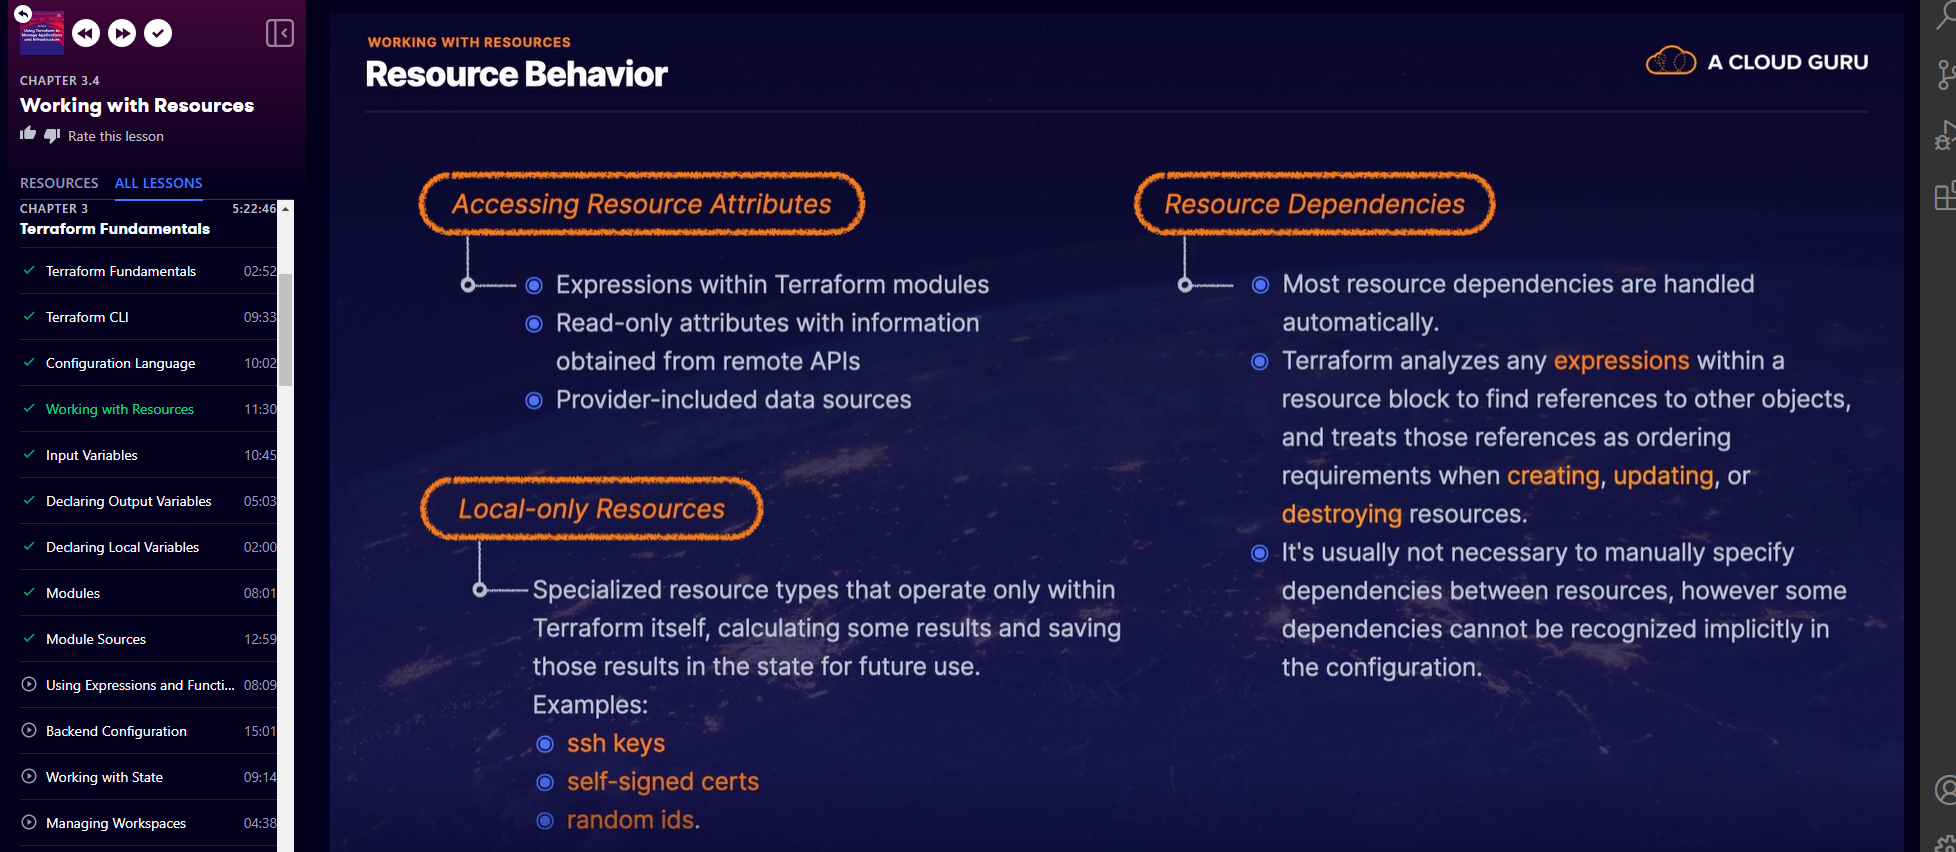 CHAPTER 3.4
Working with Resources
Rate this lesson
RESOURCES ALL LESSONS
CHAPTER 3 5:22:46
Terraform Fundamentals
Terraform Fundamentals 02:52
Terraform CLI 09:33
Configuration Language 10:02
Working with Resources 11:30
Input Variables 10:45
Declaring Output Variables 05:03
Declaring Local Variables 02:00
Modules 08:01
Module Sources 12:59
Using Expressions and Functi... 08:09
Backend Configuration 15:01
Working with State 09:14
Managing Workspaces 04:38
WORKING WITH RESOURCES
Resource Behavior
A CLOUD GURU
Accessing Resource Attributes
Expressions within Terraform modules
Read-only attributes with information
obtained from remote APIs
Provider-included data sources
Local-only Resources
Specialized resource types that operate only within
Terraform itself, calculating some results and saving
those results in the state for future use.
Examples:
ssh keys
self-signed certs
random ids.
Resource Dependencies
Most resource dependencies are handled
automatically.
Terraform analyzes any expressions within a
resource block to find references to other objects,
and treats those references as ordering
requirements when creating, updating, or
destroying resources.
It's usually not necessary to manually specify
dependencies between resources, however some
dependencies cannot be recognized implicitly in
the configuration.